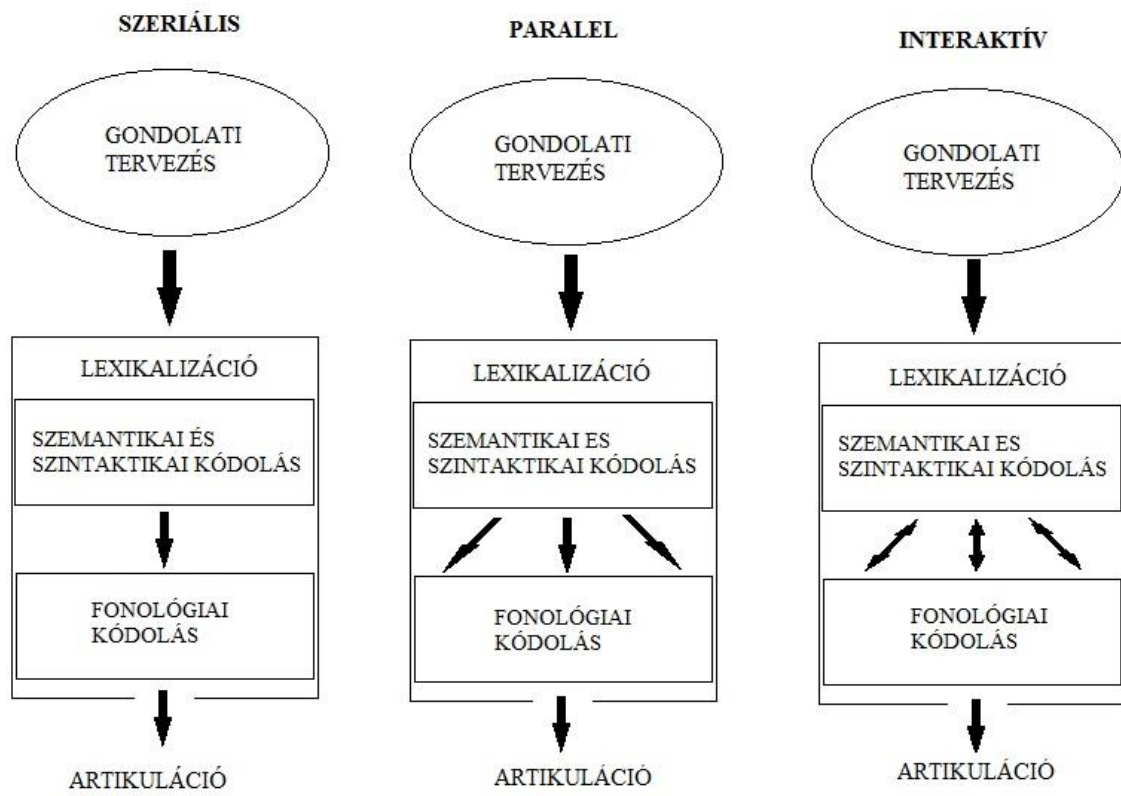 SZERIÁLIS
GONDOLATI
TERVEZÉS
LEXIKALIZÁCIÓ
SZEMANTIKAI ÉS
SZINTAKTIKAI KÓDOLÁS
FONOLÓGIAI
KÓDOLÁS
ARTIKULÁCIÓ
PARALEL
GONDOLATI
TERVEZÉS
LEXIKALIZÁCIÓ
SZEMANTIKAI ES
SZINTAKTIKAI KÓDOLÁS
FONOLÓGIAI
KÓDOLÁS
ARTIKULÁCIÓ
INTERAKTÍV
GONDOLATI
TERVEZÉS
LEXIKALIZÁCIÓ
SZEMANTIKAI ES
SZINTAKTIKAI KÓDOLÁS
FONOLÓGIAI
KÓDOLÁS
ARTIKULÁCIÓ